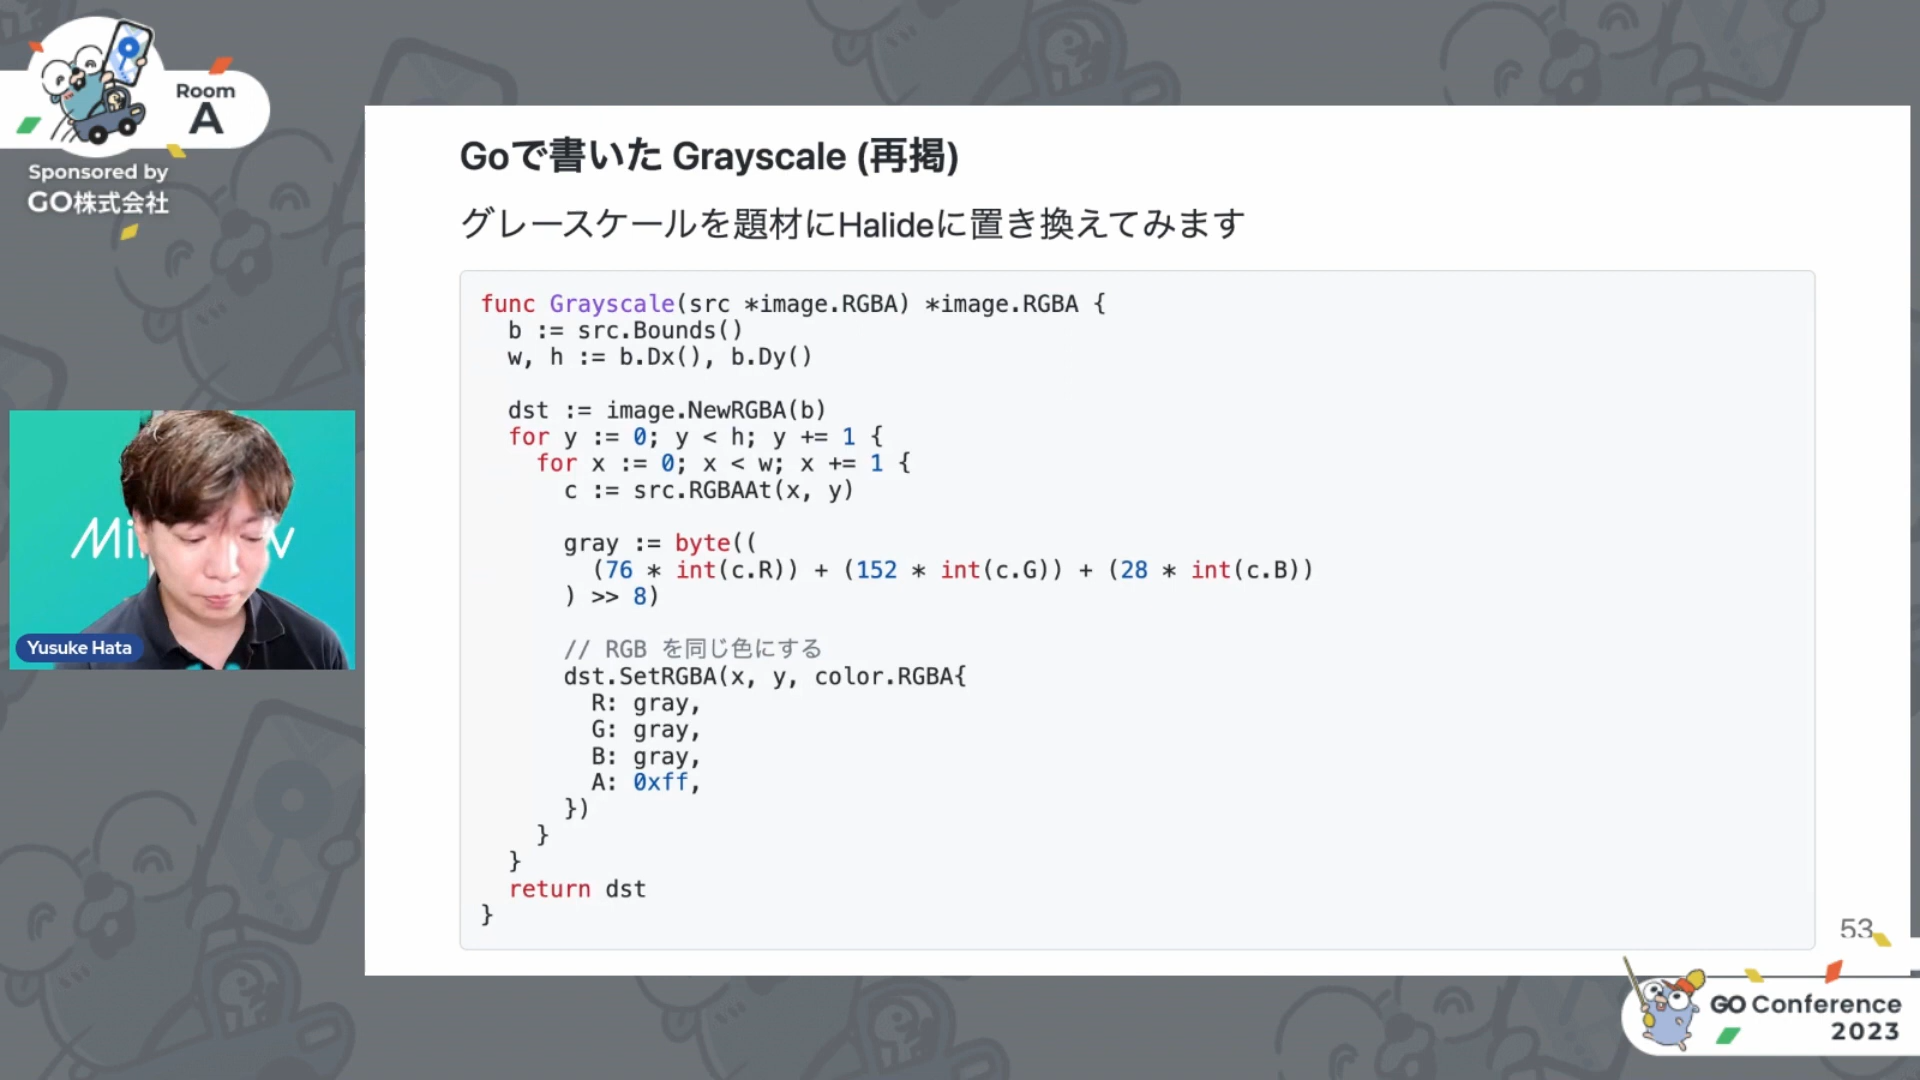 Room
A
Sponsored by
GO株式会社
Goで書いた Grayscale (再掲)
グレースケールを題材にHalideに置き換えてみます
func Grayscale(src *image.RGBA) *image.RGBA {
  b := src.Bounds()
  w, h := b.Dx(), b.Dy()
  dst := image.NewRGBA(b)
  for y := 0; y < h; y += 1 {
    for x := 0; x < w; x += 1 {
      c := src.RGBAAt(x, y)
      gray := byte((
        (76 * int(c.R)) + (152 * int(c.G)) + (28 * int(c.B))
      ) >> 8)
      // RGB を同じ色にする
      dst.SetRGBA(x, y, color.RGBA{
        R: gray,
        G: gray,
        B: gray,
        A: 0xff,
      })
    }
  }
  return dst
}
53
Yusuke Hata
GO Conference
2023